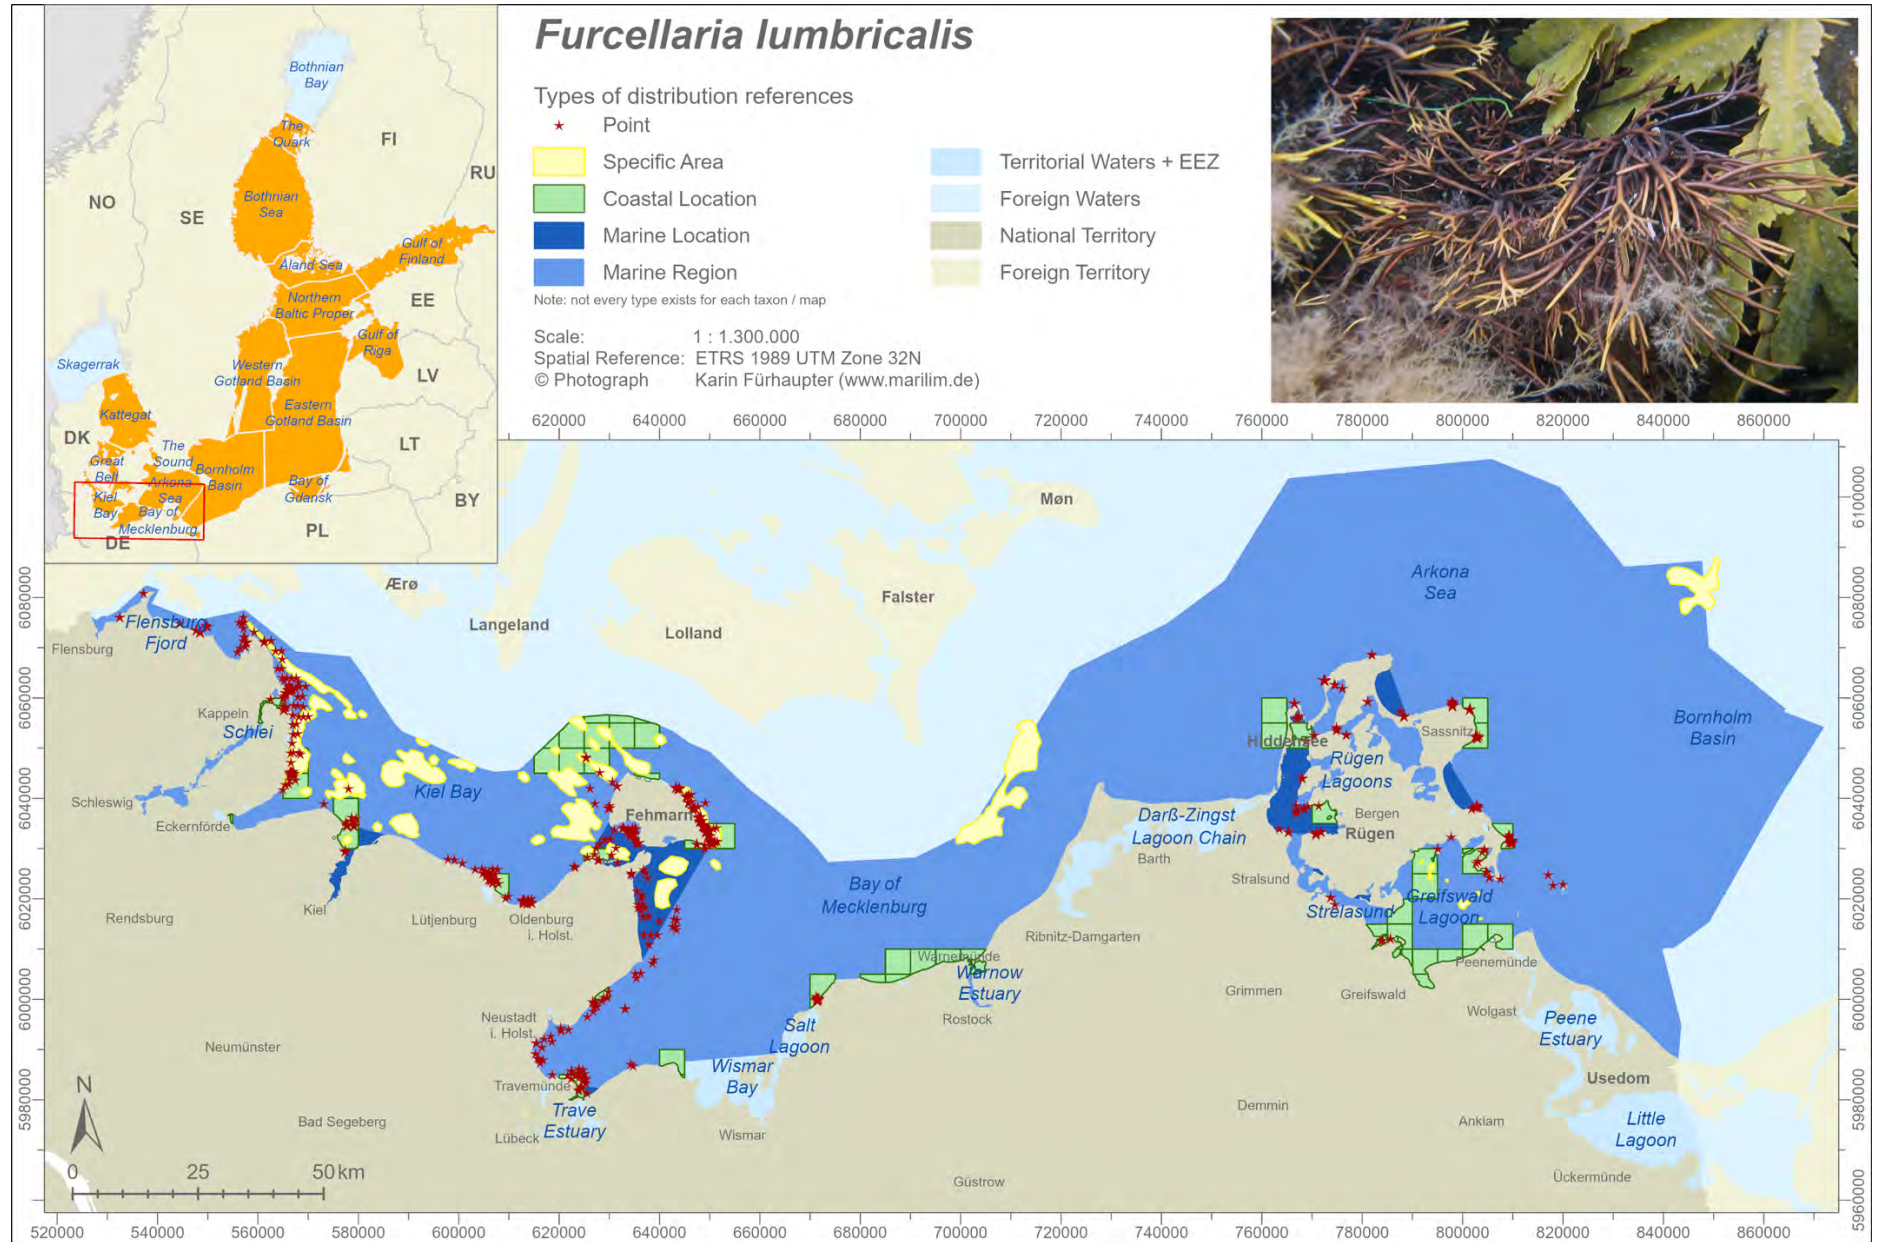 Furcellaria lumbricalis
Types of distribution references
Point
Specific Area
Coastal Location
Marine Location
Marine Region
Territorial Waters + EEZ
Foreign Waters
National Territory
Foreign Territory
Note: not every type exists for each taxon / map
Scale: 1 : 1.300.000
Spatial Reference: ETRS 1989 UTM Zone 32N
© Photograph Karin Fürhaupter (www.marilim.de)
Bothnian
Bay
The
Quark
FI
RU
NO
SE
Bothnian
Sea
Gulf of
Finland
Åland Sea
Northern
Baltic Proper
EE
Gulf of
Riga
Skagerrak
Western
Gotland Basin
LV
Kattegat
Eastern
Gotland Basin
DK
The
Sound
LT
Great
Belt
Bornholm
Basin
Arkona
Sea
Bay of
Gdansk
Kiel
Bay
Bay of
Mecklenburg
BY
PL
DE
620000 640000 660000 680000 700000 720000 740000 760000 780000 800000 820000 840000 860000
6100000
6080000
6060000
6040000
6020000
6000000
5980000
5960000
6080000
6060000
6040000
6020000
6000000
5980000
Møn
Ærø
Falster
Langeland
Lolland
Arkona
Sea
Flensburg
Fjord
Flensburg
Kappeln
Schlei
Bornholm
Basin
Sassnitz
Hiddensee
Rügen
Lagoons
Kiel Bay
Schleswig
Eckernförde
Fehmarn
Darß-Zingst
Lagoon Chain
Bergen
Rügen
Barth
Stralsund
Bay of
Mecklenburg
Greifswald
Lagoon
Strelasund
Rendsburg
Kiel
Lütjenburg
Oldenburg
i. Holst.
Ribnitz-Damgarten
Warnemünde
Warnow
Estuary
Peenemünde
Grimmen
Greifswald
Wolgast
Neustadt
i. Holst.
Rostock
Salt
Lagoon
Peene
Estuary
Neumünster
Wismar
Bay
Travemünde
Usedom
Trave
Estuary
Bad Segeberg
Lübeck
Wismar
Demmin
Anklam
Little
Lagoon
Güstrow
Ückermünde
N
0 25 50 km
520000 540000 560000 580000 600000 620000 640000 660000 680000 700000 720000 740000 760000 780000 800000 820000 840000 860000